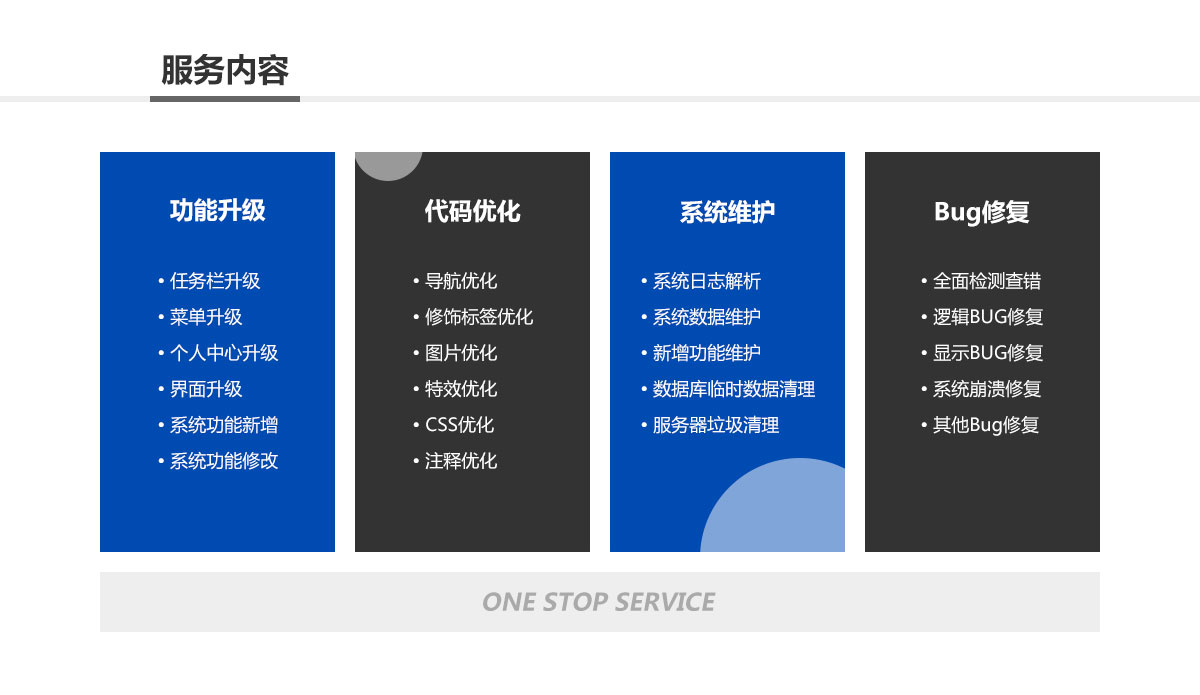 服务内容
功能升级
• 任务栏升级
• 菜单升级
• 个人中心升级
• 界面升级
• 系统功能新增
• 系统功能修改
代码优化
• 导航优化
• 修饰标签优化
• 图片优化
• 特效优化
• CSS优化
• 注释优化
系统维护
• 系统日志解析
• 系统数据维护
• 新增功能维护
• 数据库临时数据清理
• 服务器垃圾清理
Bug修复
• 全面检测查错
• 逻辑BUG修复
• 显示BUG修复
• 系统崩溃修复
• 其他Bug修复
ONE STOP SERVICE